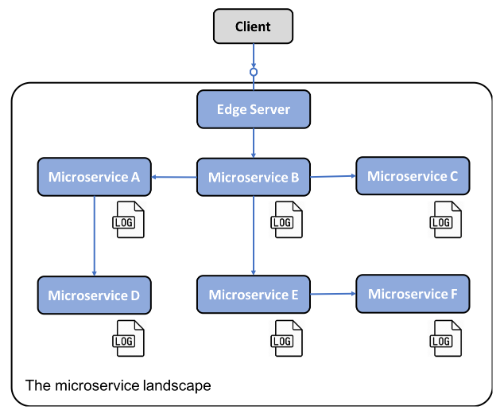 Client
Edge Server
Microservice A
Microservice B
Microservice C
LOG
LOG
LOG
Microservice D
Microservice E
Microservice F
LOG
LOG
LOG
The microservice landscape